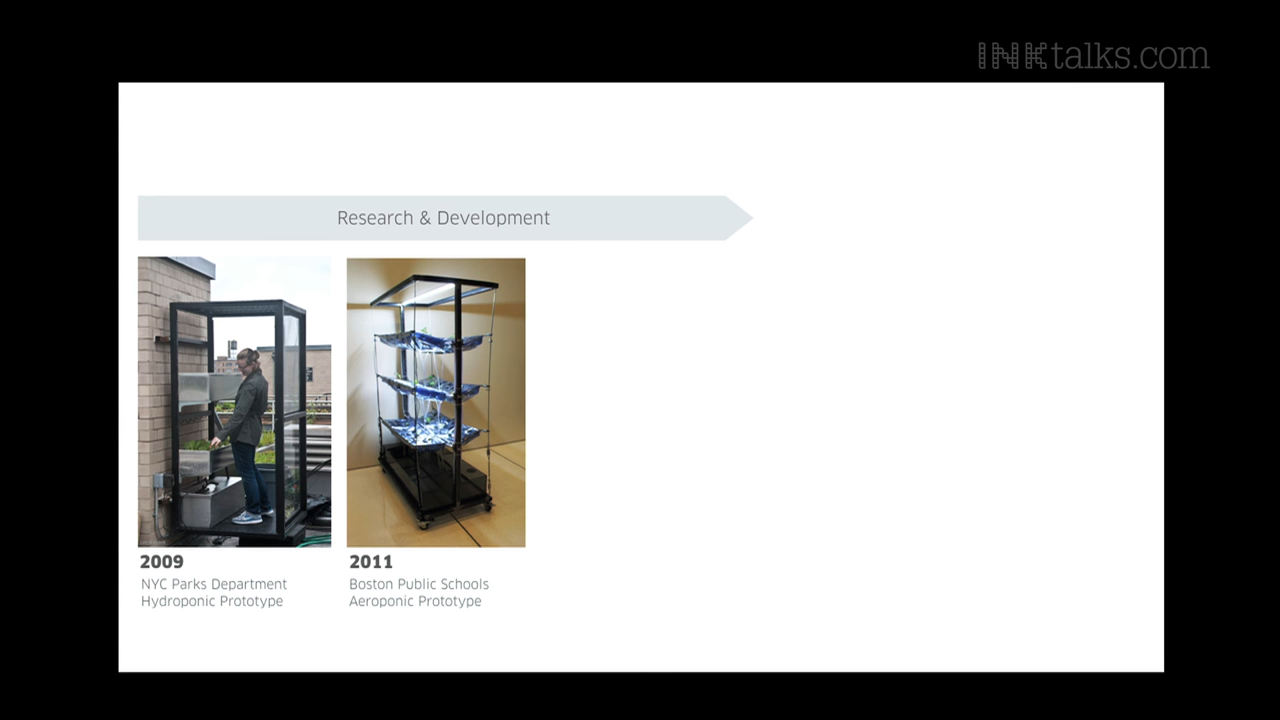 INKtalks.com
Research & Development
2009
NYC Parks Department
Hydroponic Prototype
2011
Boston Public Schools
Aeroponic Prototype